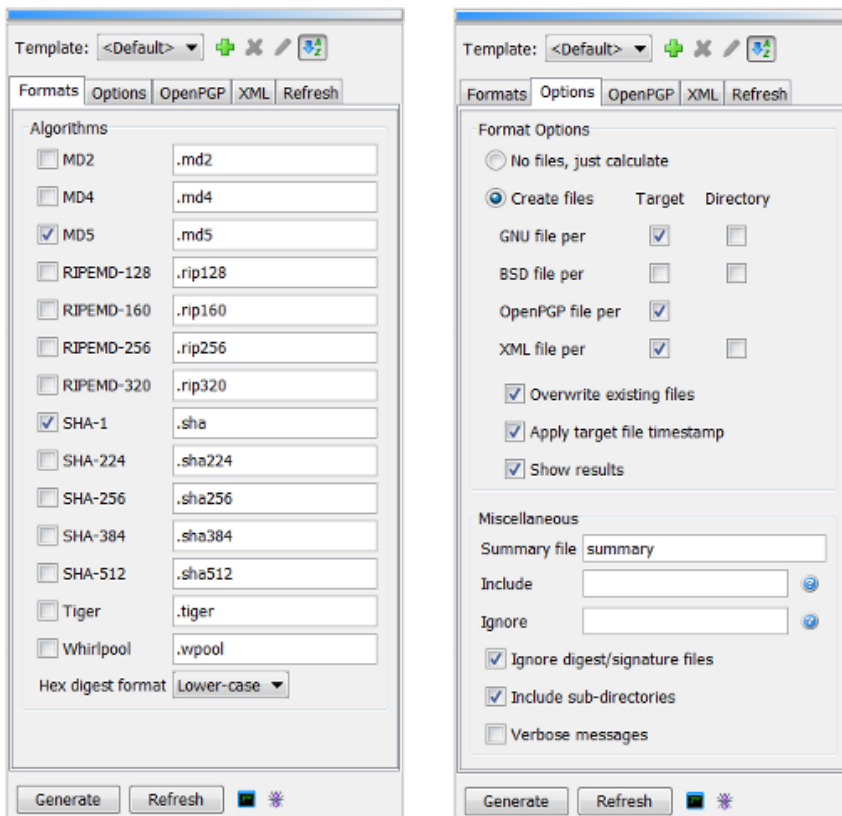 Template: <Default>
Formats Options OpenPGP XML Refresh
Algorithms
MD2 .md2
MD4 .md4
MD5 .md5
RIPEMD-128 .rip128
RIPEMD-160 .rip160
RIPEMD-256 .rip256
RIPEMD-320 .rip320
SHA-1 .sha
SHA-224 .sha224
SHA-256 .sha256
SHA-384 .sha384
SHA-512 .sha512
Tiger .tiger
Whirlpool .wpool
Hex digest format Lower-case
Generate Refresh
Template: <Default>
Formats Options OpenPGP XML Refresh
Format Options
No files, just calculate
Create files Target Directory
GNU file per
BSD file per
OpenPGP file per
XML file per
Overwrite existing files
Apply target file timestamp
Show results
Miscellaneous
Summary file summary
Include
Ignore
Ignore digest/signature files
Include sub-directories
Verbose messages
Generate Refresh